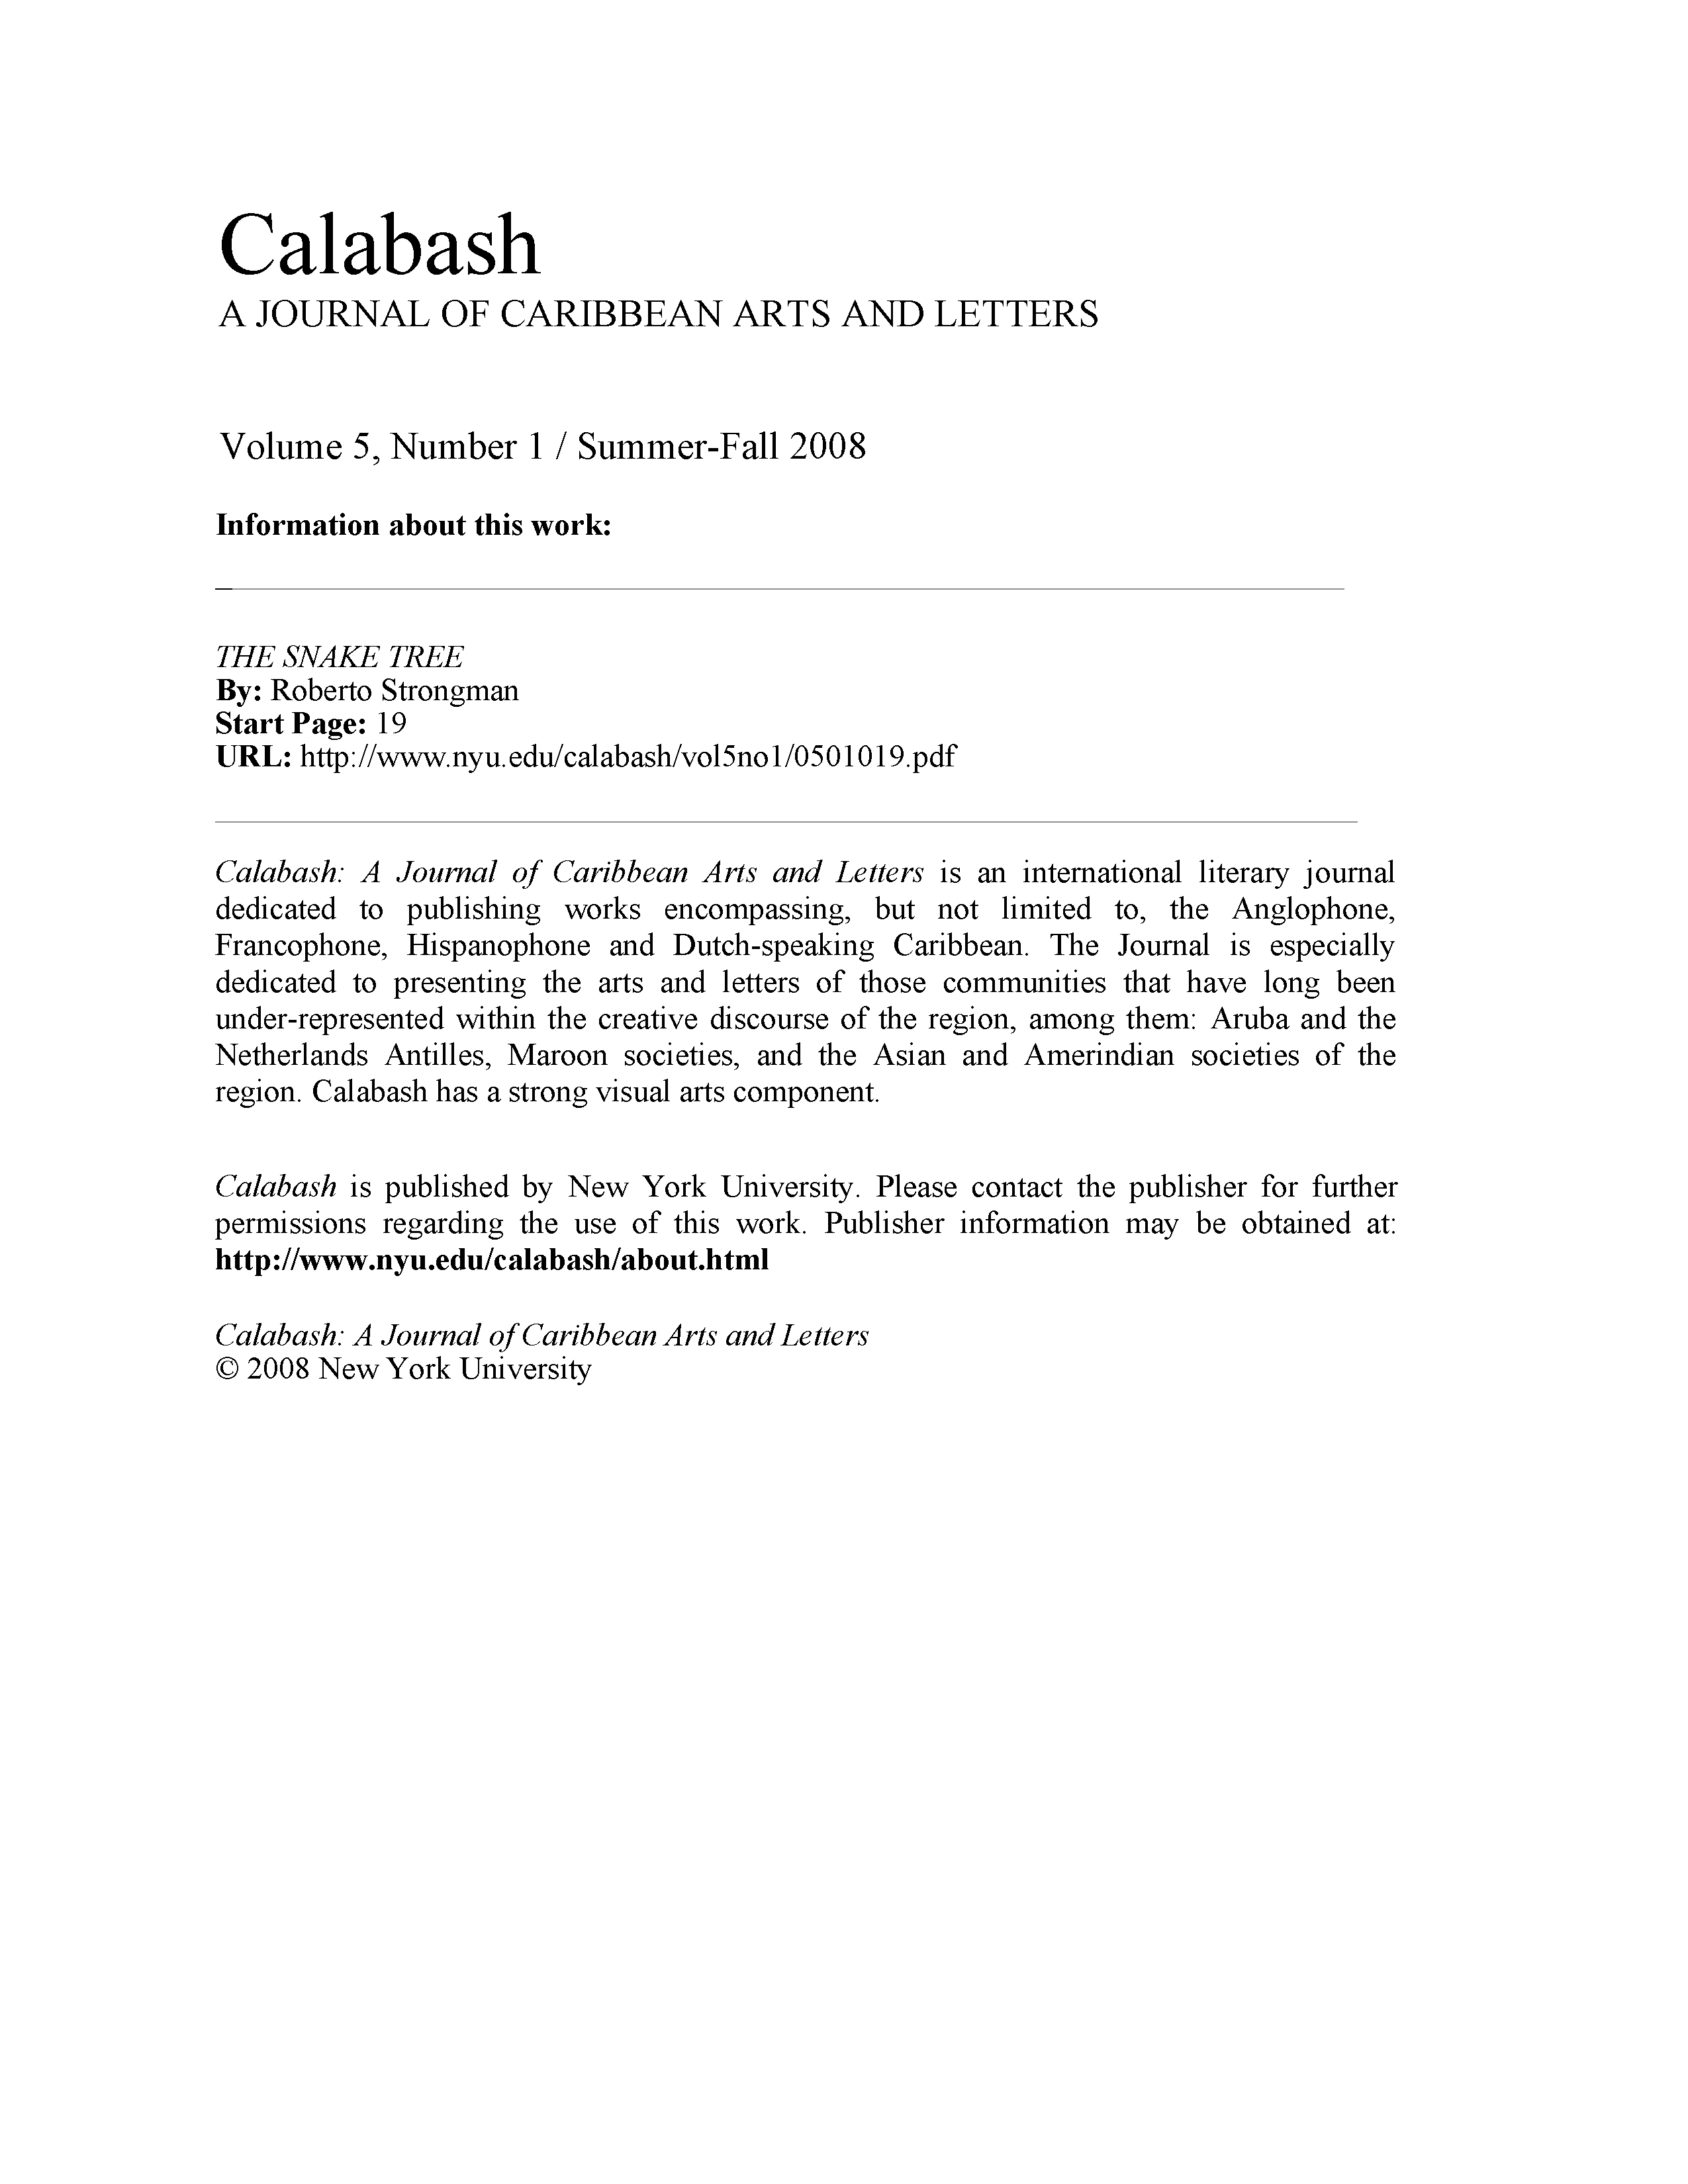 Calabash
A JOURNAL OF CARIBBEAN ARTS AND LETTERS
Volume 5, Number 1 / Summer-Fall 2008
Information about this work:
THE SNAKE TREE
By: Roberto Strongman
Start Page: 19
URL: http://www.nyu.edu/calabash/vol5no1/0501019.pdf
Calabash: A Journal of Caribbean Arts and Letters is an international literary journal
dedicated to publishing works encompassing, but not limited to, the Anglophone,
Francophone, Hispanophone and Dutch-speaking Caribbean. The Journal is especially
dedicated to presenting the arts and letters of those communities that have long been
under-represented within the creative discourse of the region, among them: Aruba and the
Netherlands Antilles, Maroon societies, and the Asian and Amerindian societies of the
region. Calabash has a strong visual arts component.
Calabash is published by New York University. Please contact the publisher for further
permissions regarding the use of this work. Publisher information may be obtained at:
http://www.nyu.edu/calabash/about.html
Calabash: A Journal of Caribbean Arts and Letters
© 2008 New York University